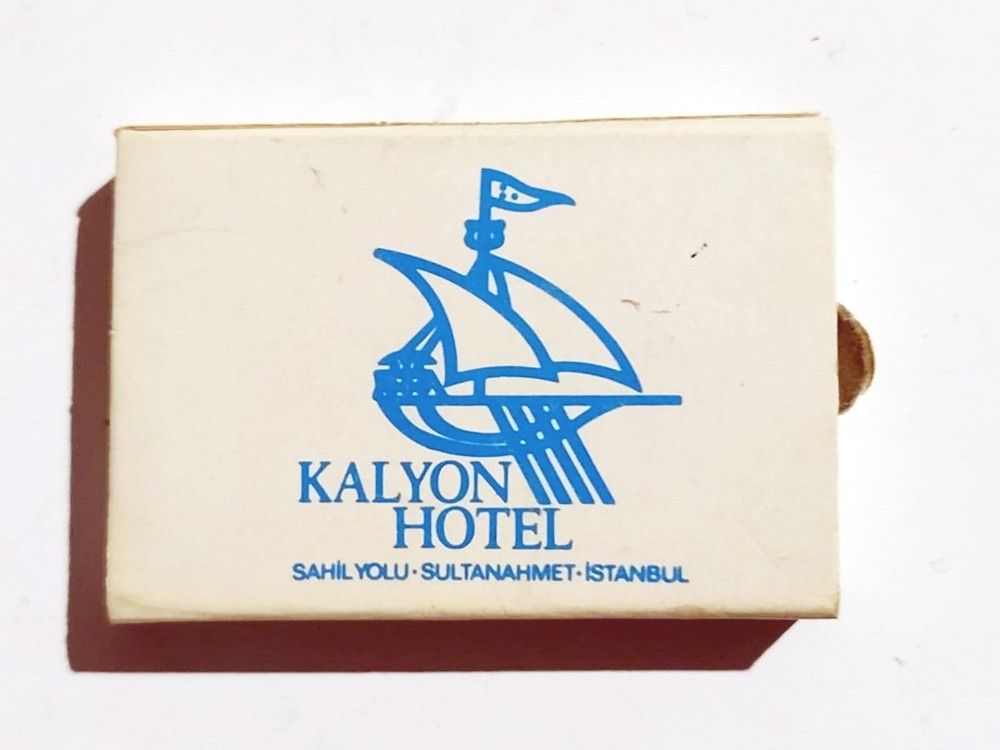 KALYON
HOTEL
SAHİL YOLU · SULTANAHMET · İSTANBUL